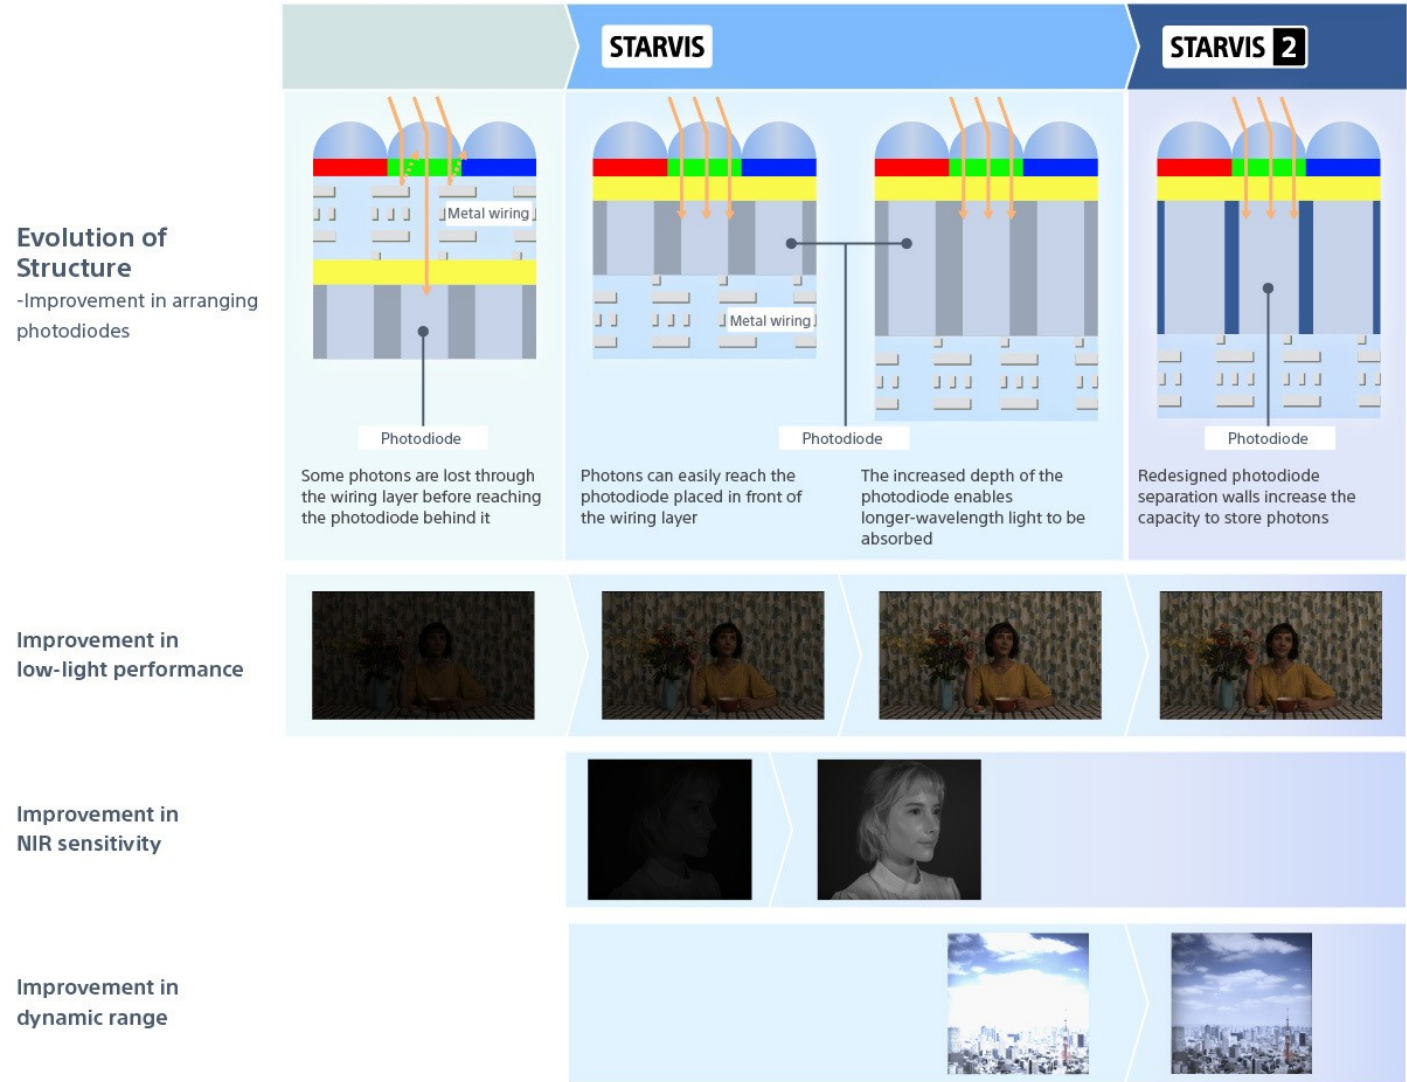 STARVIS
STARVIS 2
Evolution of
Structure
-Improvement in arranging
photodiodes
Metal wiring
Photodiode
Some photons are lost through
the wiring layer before reaching
the photodiode behind it
Metal wiring
Photodiode
Photons can easily reach the
photodiode placed in front of
the wiring layer
The increased depth of the
photodiode enables
longer-wavelength light to be
absorbed
Photodiode
Redesigned photodiode
separation walls increase the
capacity to store photons
Improvement in
low-light performance
Improvement in
NIR sensitivity
Improvement in
dynamic range